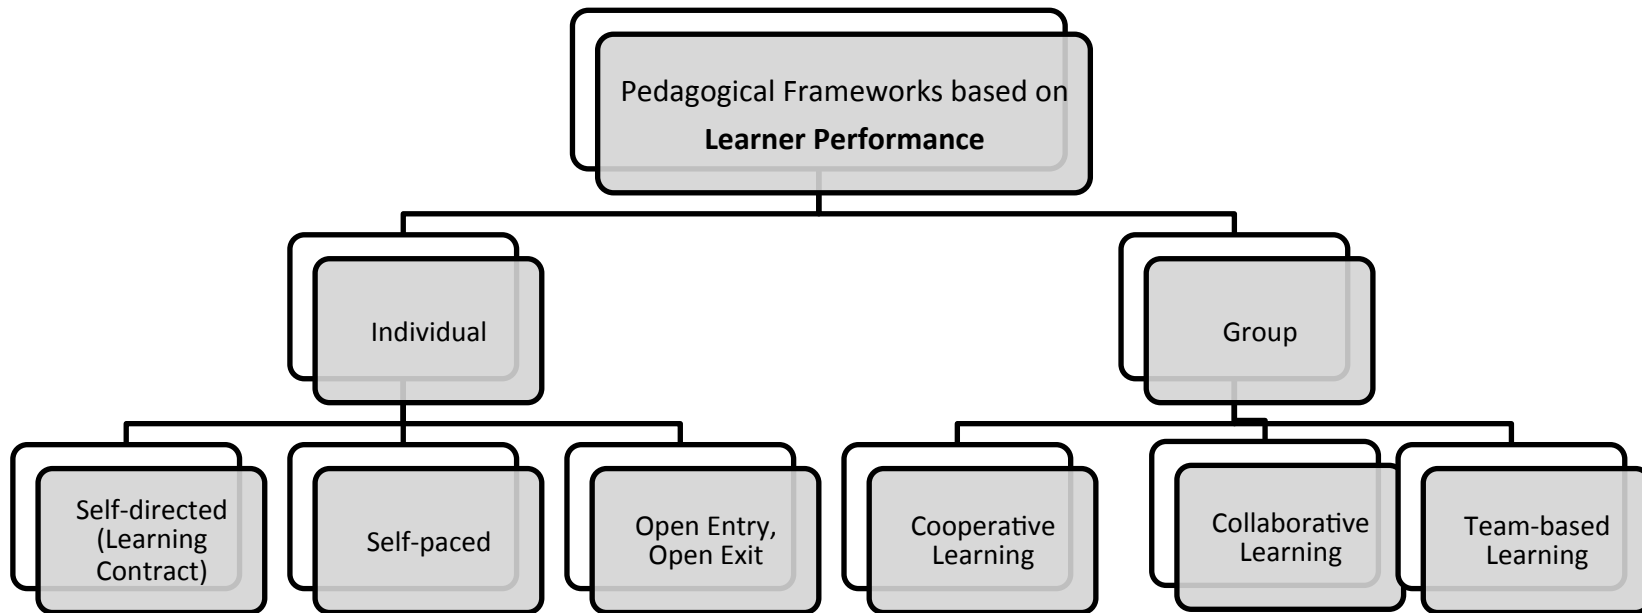 Pedagogical Frameworks based on
Learner Performance
Individual
Group
Self-directed
(Learning
Contract)
Self-paced
Open Entry,
Open Exit
Cooperative
Learning
Collaborative
Learning
Team-based
Learning